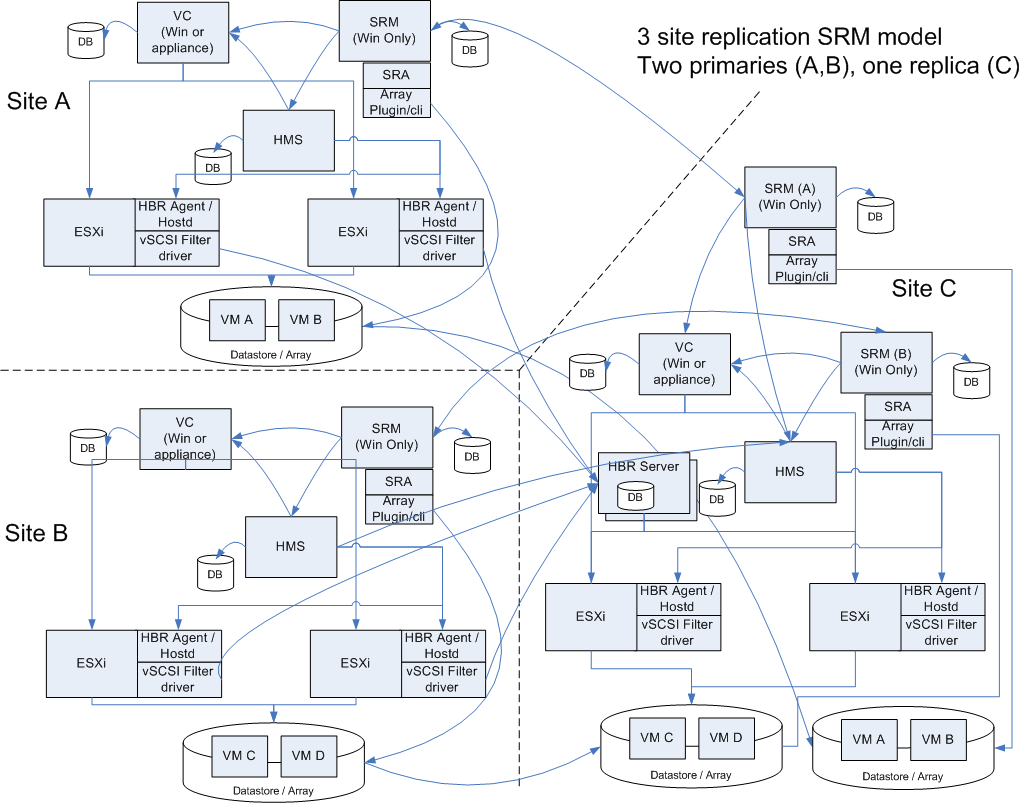 3 site replication SRM model
Two primaries (A,B), one replica (C)
Site A
DB
VC
(Win or
appliance)
SRM
(Win Only)
DB
SRA
Array
Plugin/cli
HMS
DB
ESXi
HBR Agent /
Hostd
vSCSI Filter
driver
ESXi
HBR Agent /
Hostd
vSCSI Filter
driver
VM A
VM B
Datastore / Array
Site B
DB
VC
(Win or
appliance)
SRM
(Win Only)
DB
SRA
Array
Plugin/cli
HMS
DB
ESXi
HBR Agent /
Hostd
vSCSI Filter
driver
ESXi
HBR Agent /
Hostd
vSCSI Filter
driver
VM C
VM D
Datastore / Array
Site C
SRM (A)
(Win Only)
DB
SRA
Array
Plugin/cli
DB
VC
(Win or
appliance)
SRM (B)
(Win Only)
DB
SRA
Array
Plugin/cli
HBR Server
DB
DB
HMS
ESXi
HBR Agent /
Hostd
vSCSI Filter
driver
ESXi
HBR Agent /
Hostd
vSCSI Filter
driver
VM C
VM D
Datastore / Array
VM A
VM B
Datastore / Array